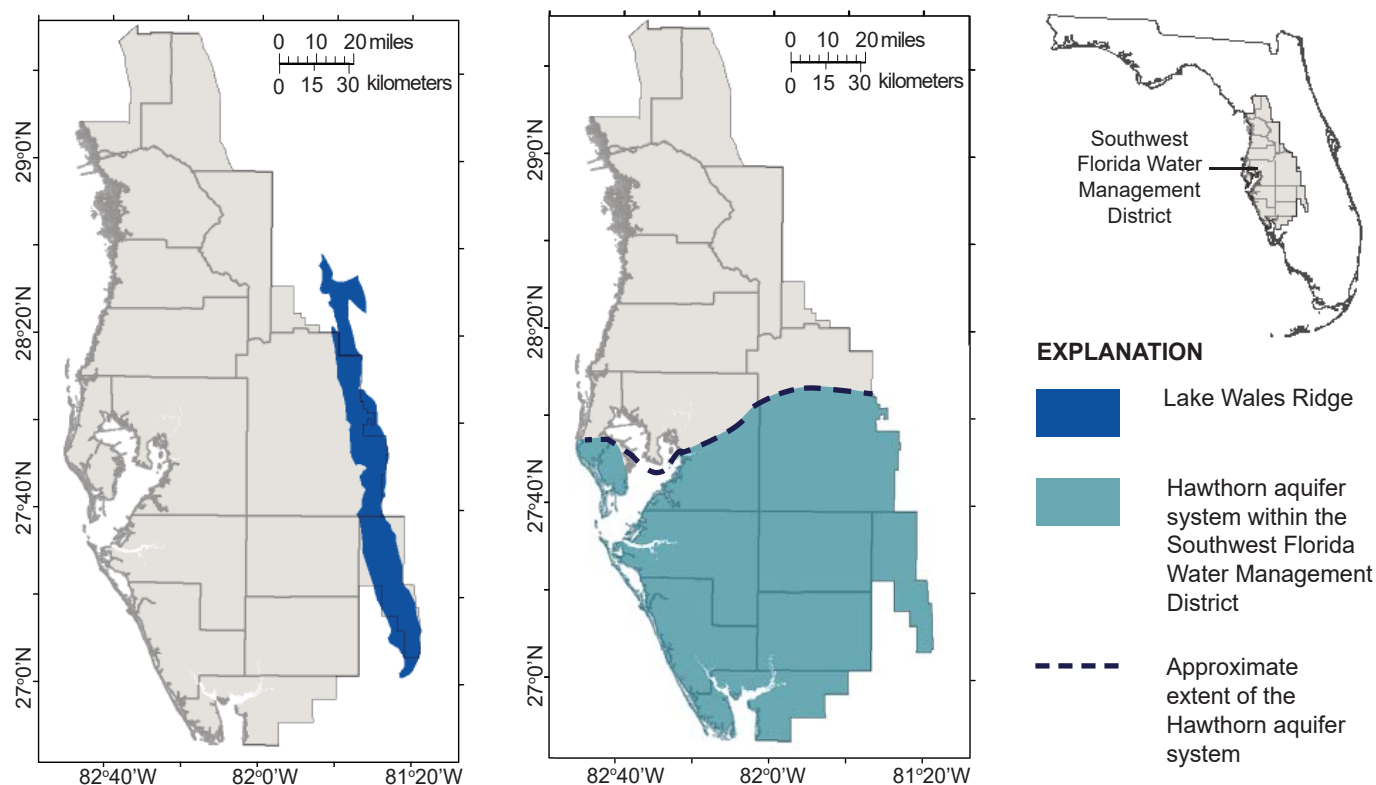 0 10 20 miles
0 15 30 kilometers
29°0'N
28°20'N
27°40'N
27°0'N
82°40'W 82°0'W 81°20'W
0 10 20 miles
0 15 30 kilometers
29°0'N
28°20'N
27°40'N
27°0'N
82°40'W 82°0'W 81°20'W
Southwest
Florida Water
Management
District
EXPLANATION
Lake Wales Ridge
Hawthorn aquifer
system within the
Southwest Florida
Water Management
District
Approximate
extent of the
Hawthorn aquifer
system